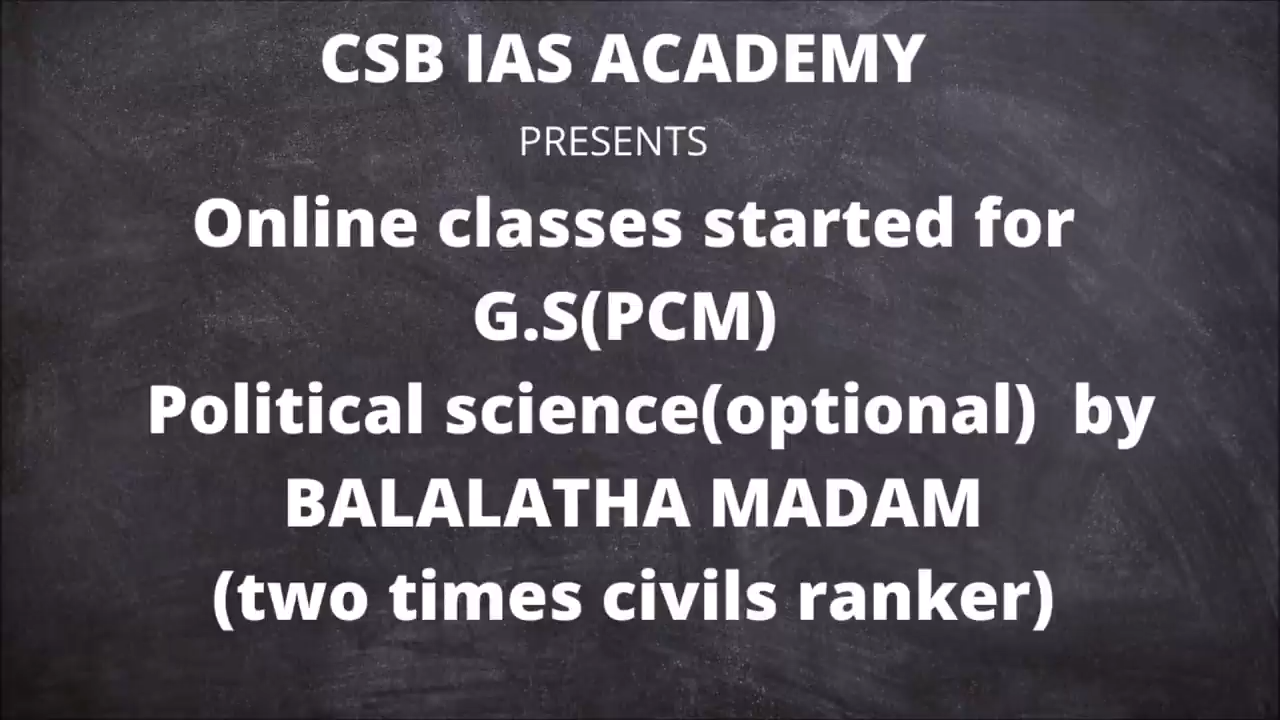 CSB IAS ACADEMY
PRESENTS
Online classes started for
G.S(PCM)
Political science(optional) by
BALALATHA MADAM
(two times civils ranker)